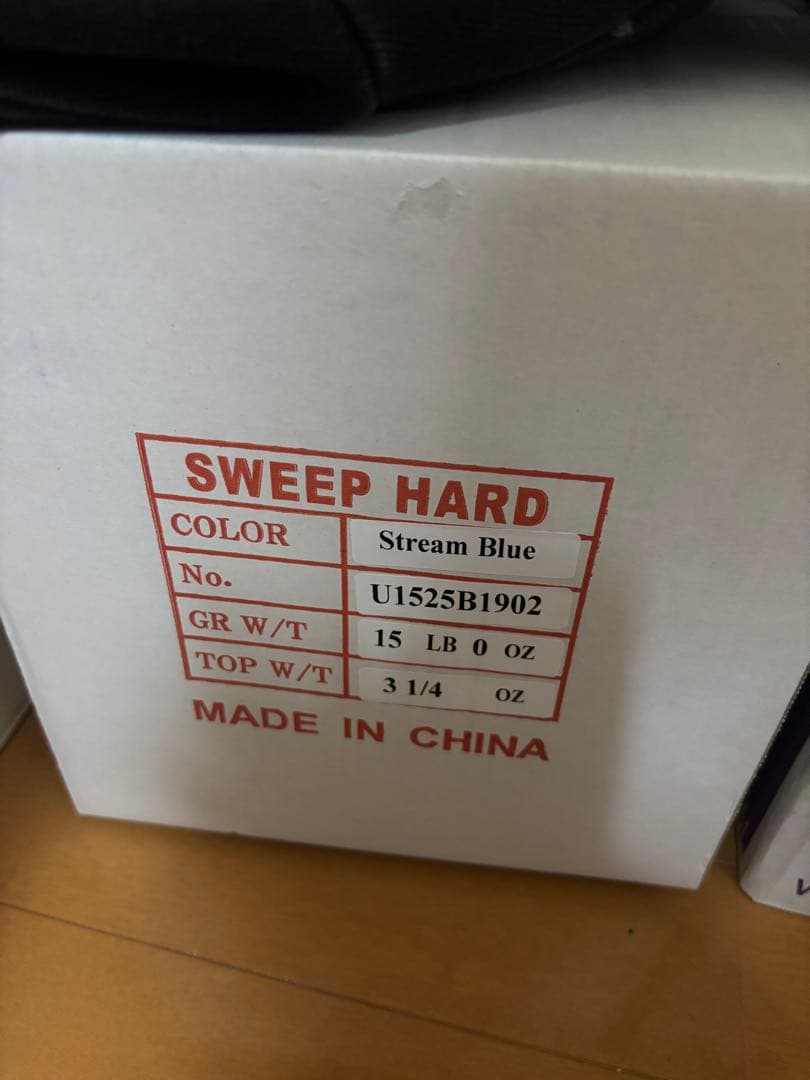 SWEEP HARD
COLOR Stream Blue
No. U1525B1902
GR W/T 15 LB 0 OZ
TOP W/T 3 1/4 OZ
MADE IN CHINA